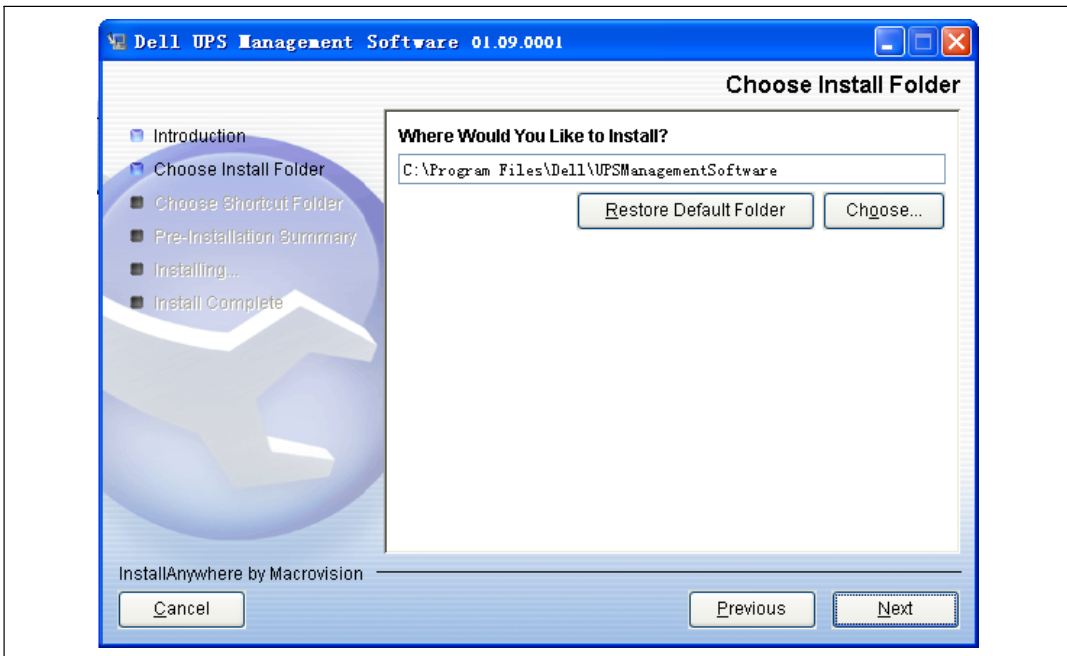 Dell UPS Management Software 01.09.0001
Choose Install Folder
Introduction
Choose Install Folder
Choose Shortcut Folder
Pre-Installation Summary
Installing...
Install Complete
Where Would You Like to Install?
C:\Program Files\Dell\UPSManagementSoftware
Restore Default Folder
Choose...
InstallAnywhere by Macrovision
Cancel
Previous
Next